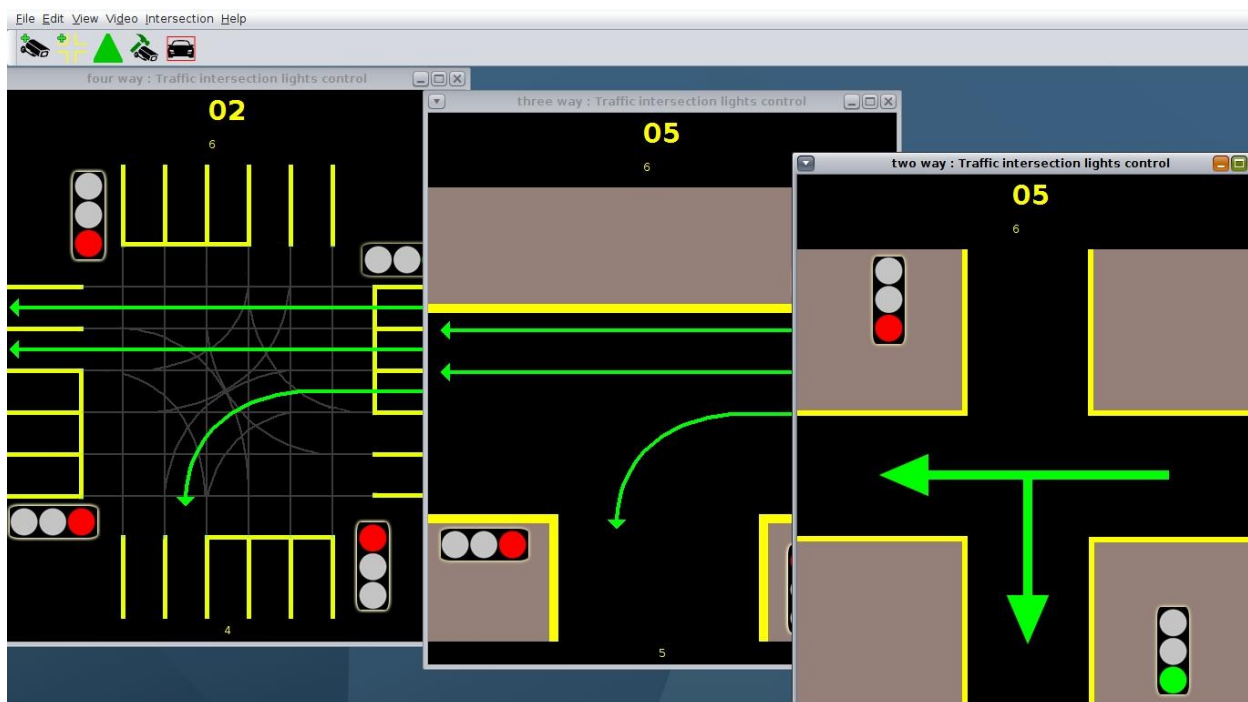 File Edit View Video Intersection Help
four way : Traffic intersection lights control
02
6
4
three way : Traffic intersection lights control
05
6
5
two way : Traffic intersection lights control
05
6